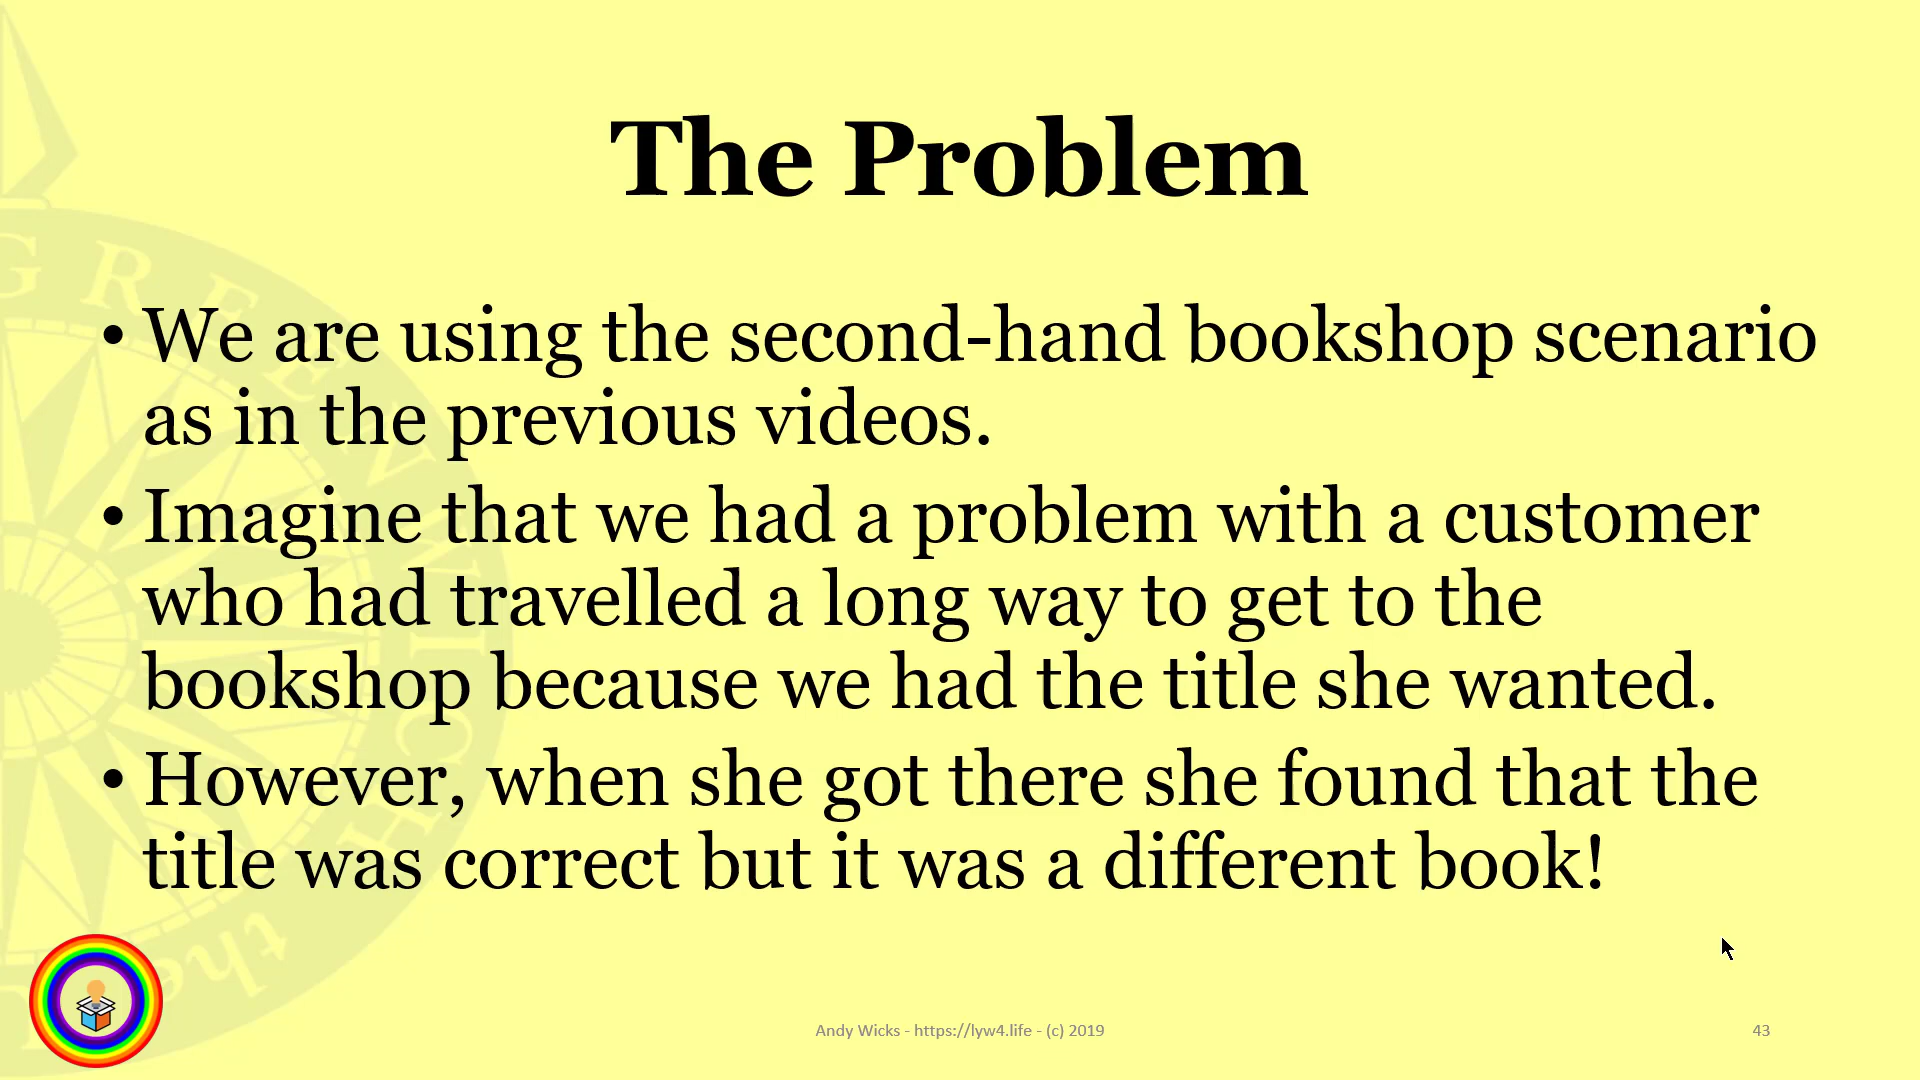 The Problem
• We are using the second-hand bookshop scenario
as in the previous videos.
• Imagine that we had a problem with a customer
who had travelled a long way to get to the
bookshop because we had the title she wanted.
• However, when she got there she found that the
title was correct but it was a different book!
GREENWICH
the
Andy Wicks - https://lyw4.life - (c) 2019
43